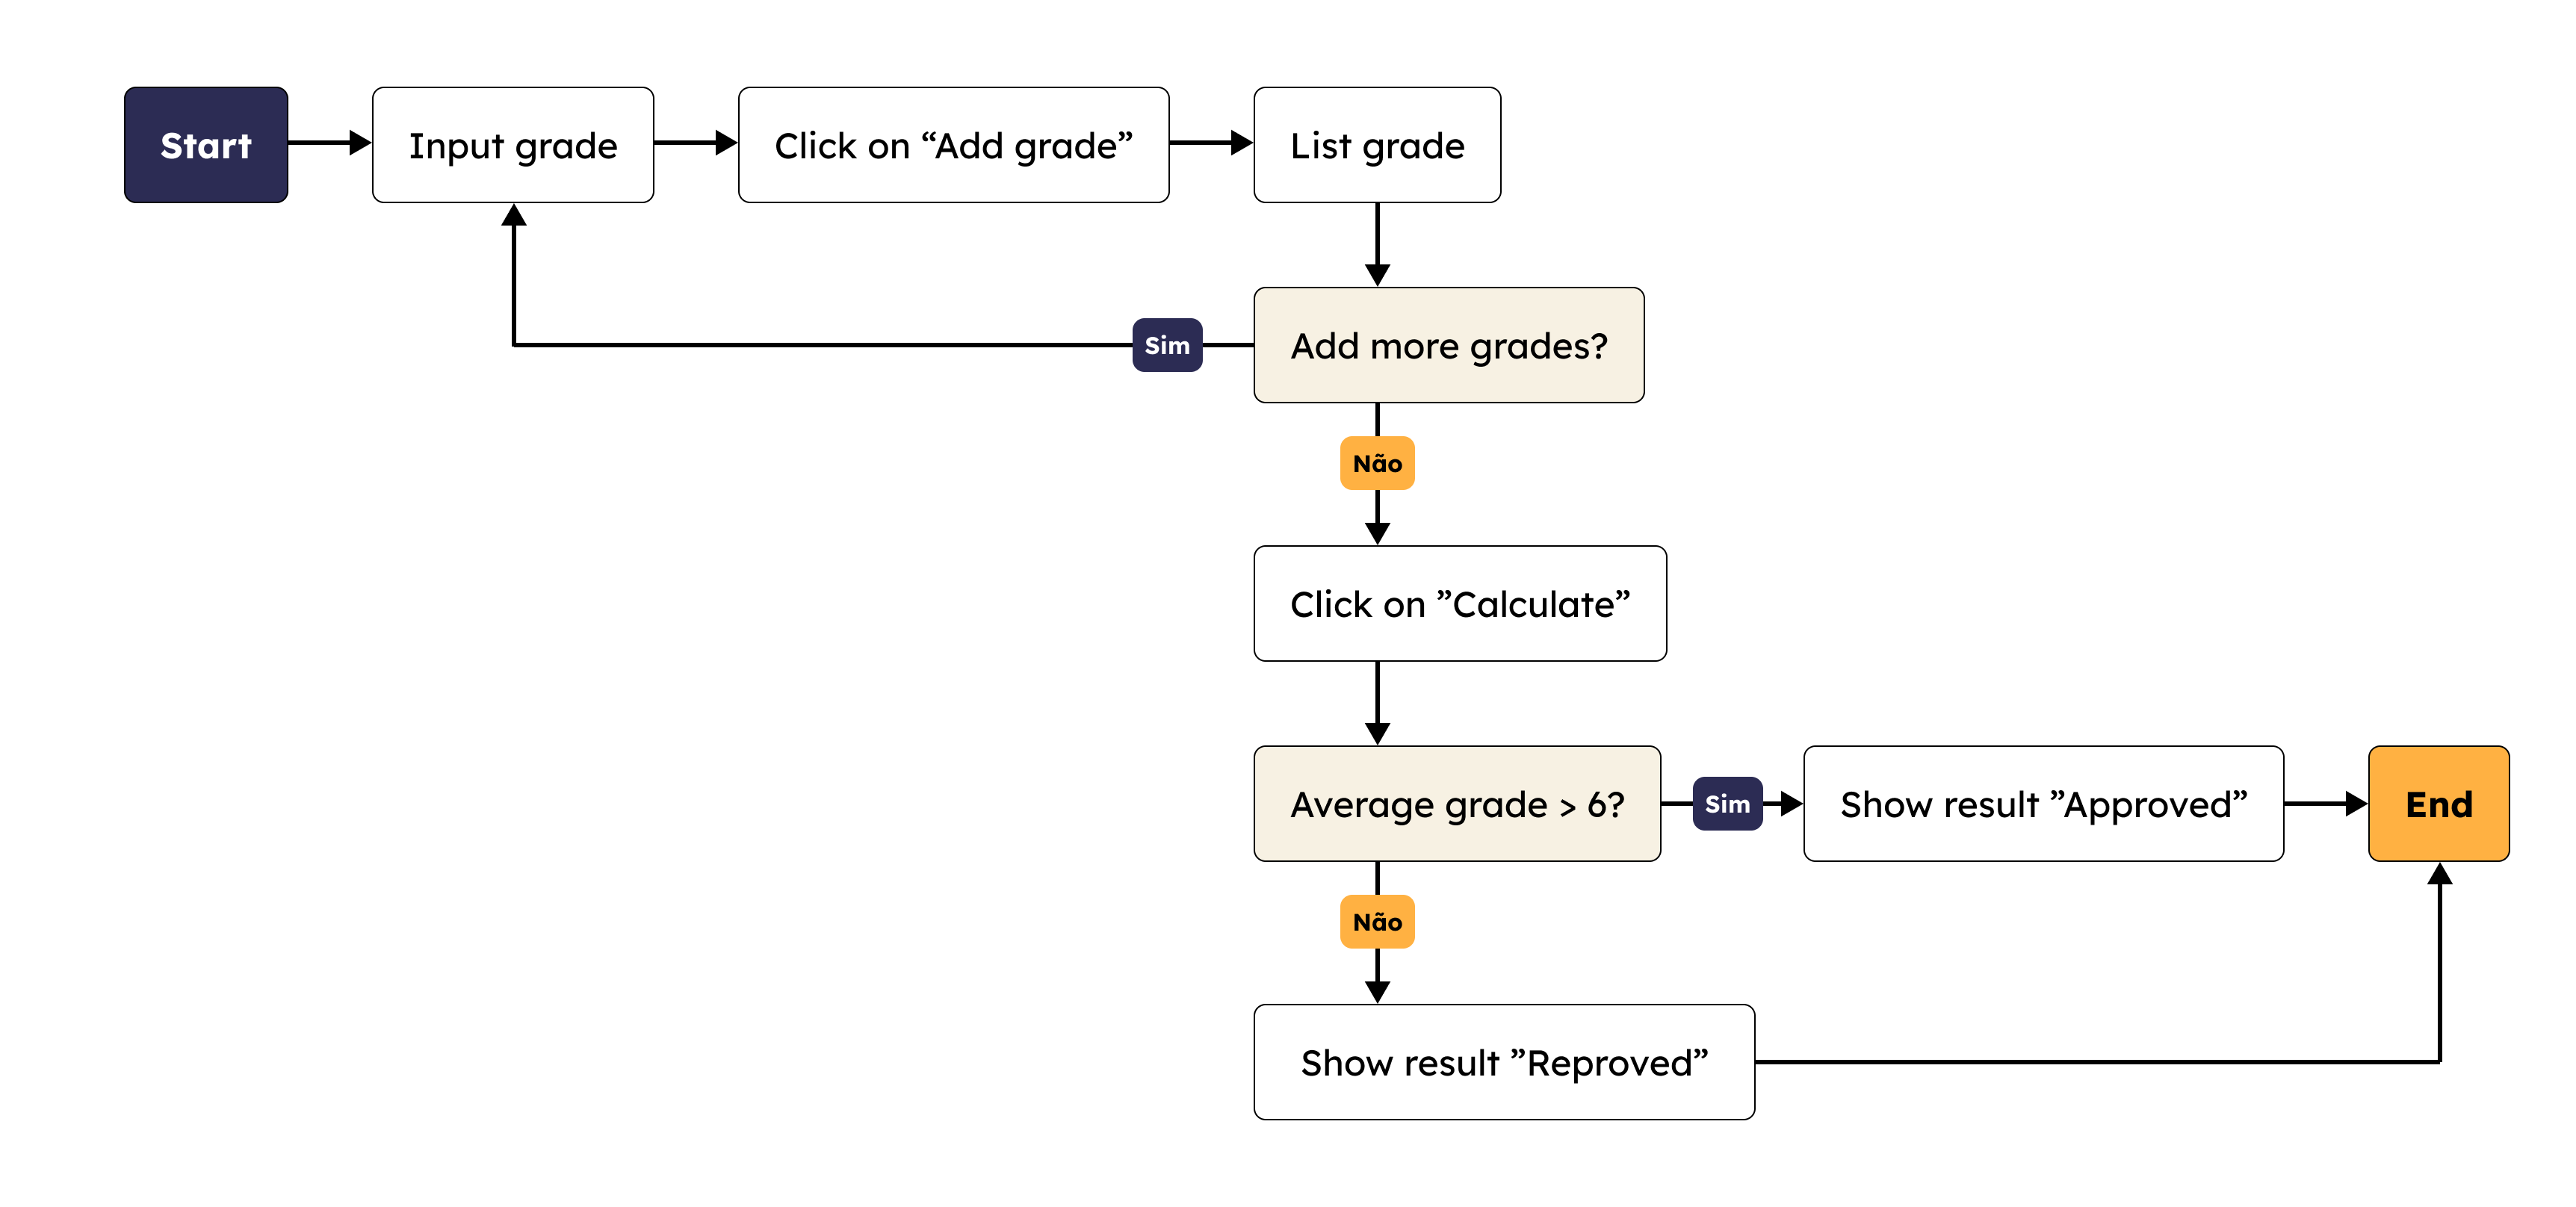 Start
Input grade
Click on “Add grade”
List grade
Sim
Add more grades?
Não
Click on ”Calculate”
Average grade > 6?
Sim
Show result ”Approved”
End
Não
Show result ”Reproved”